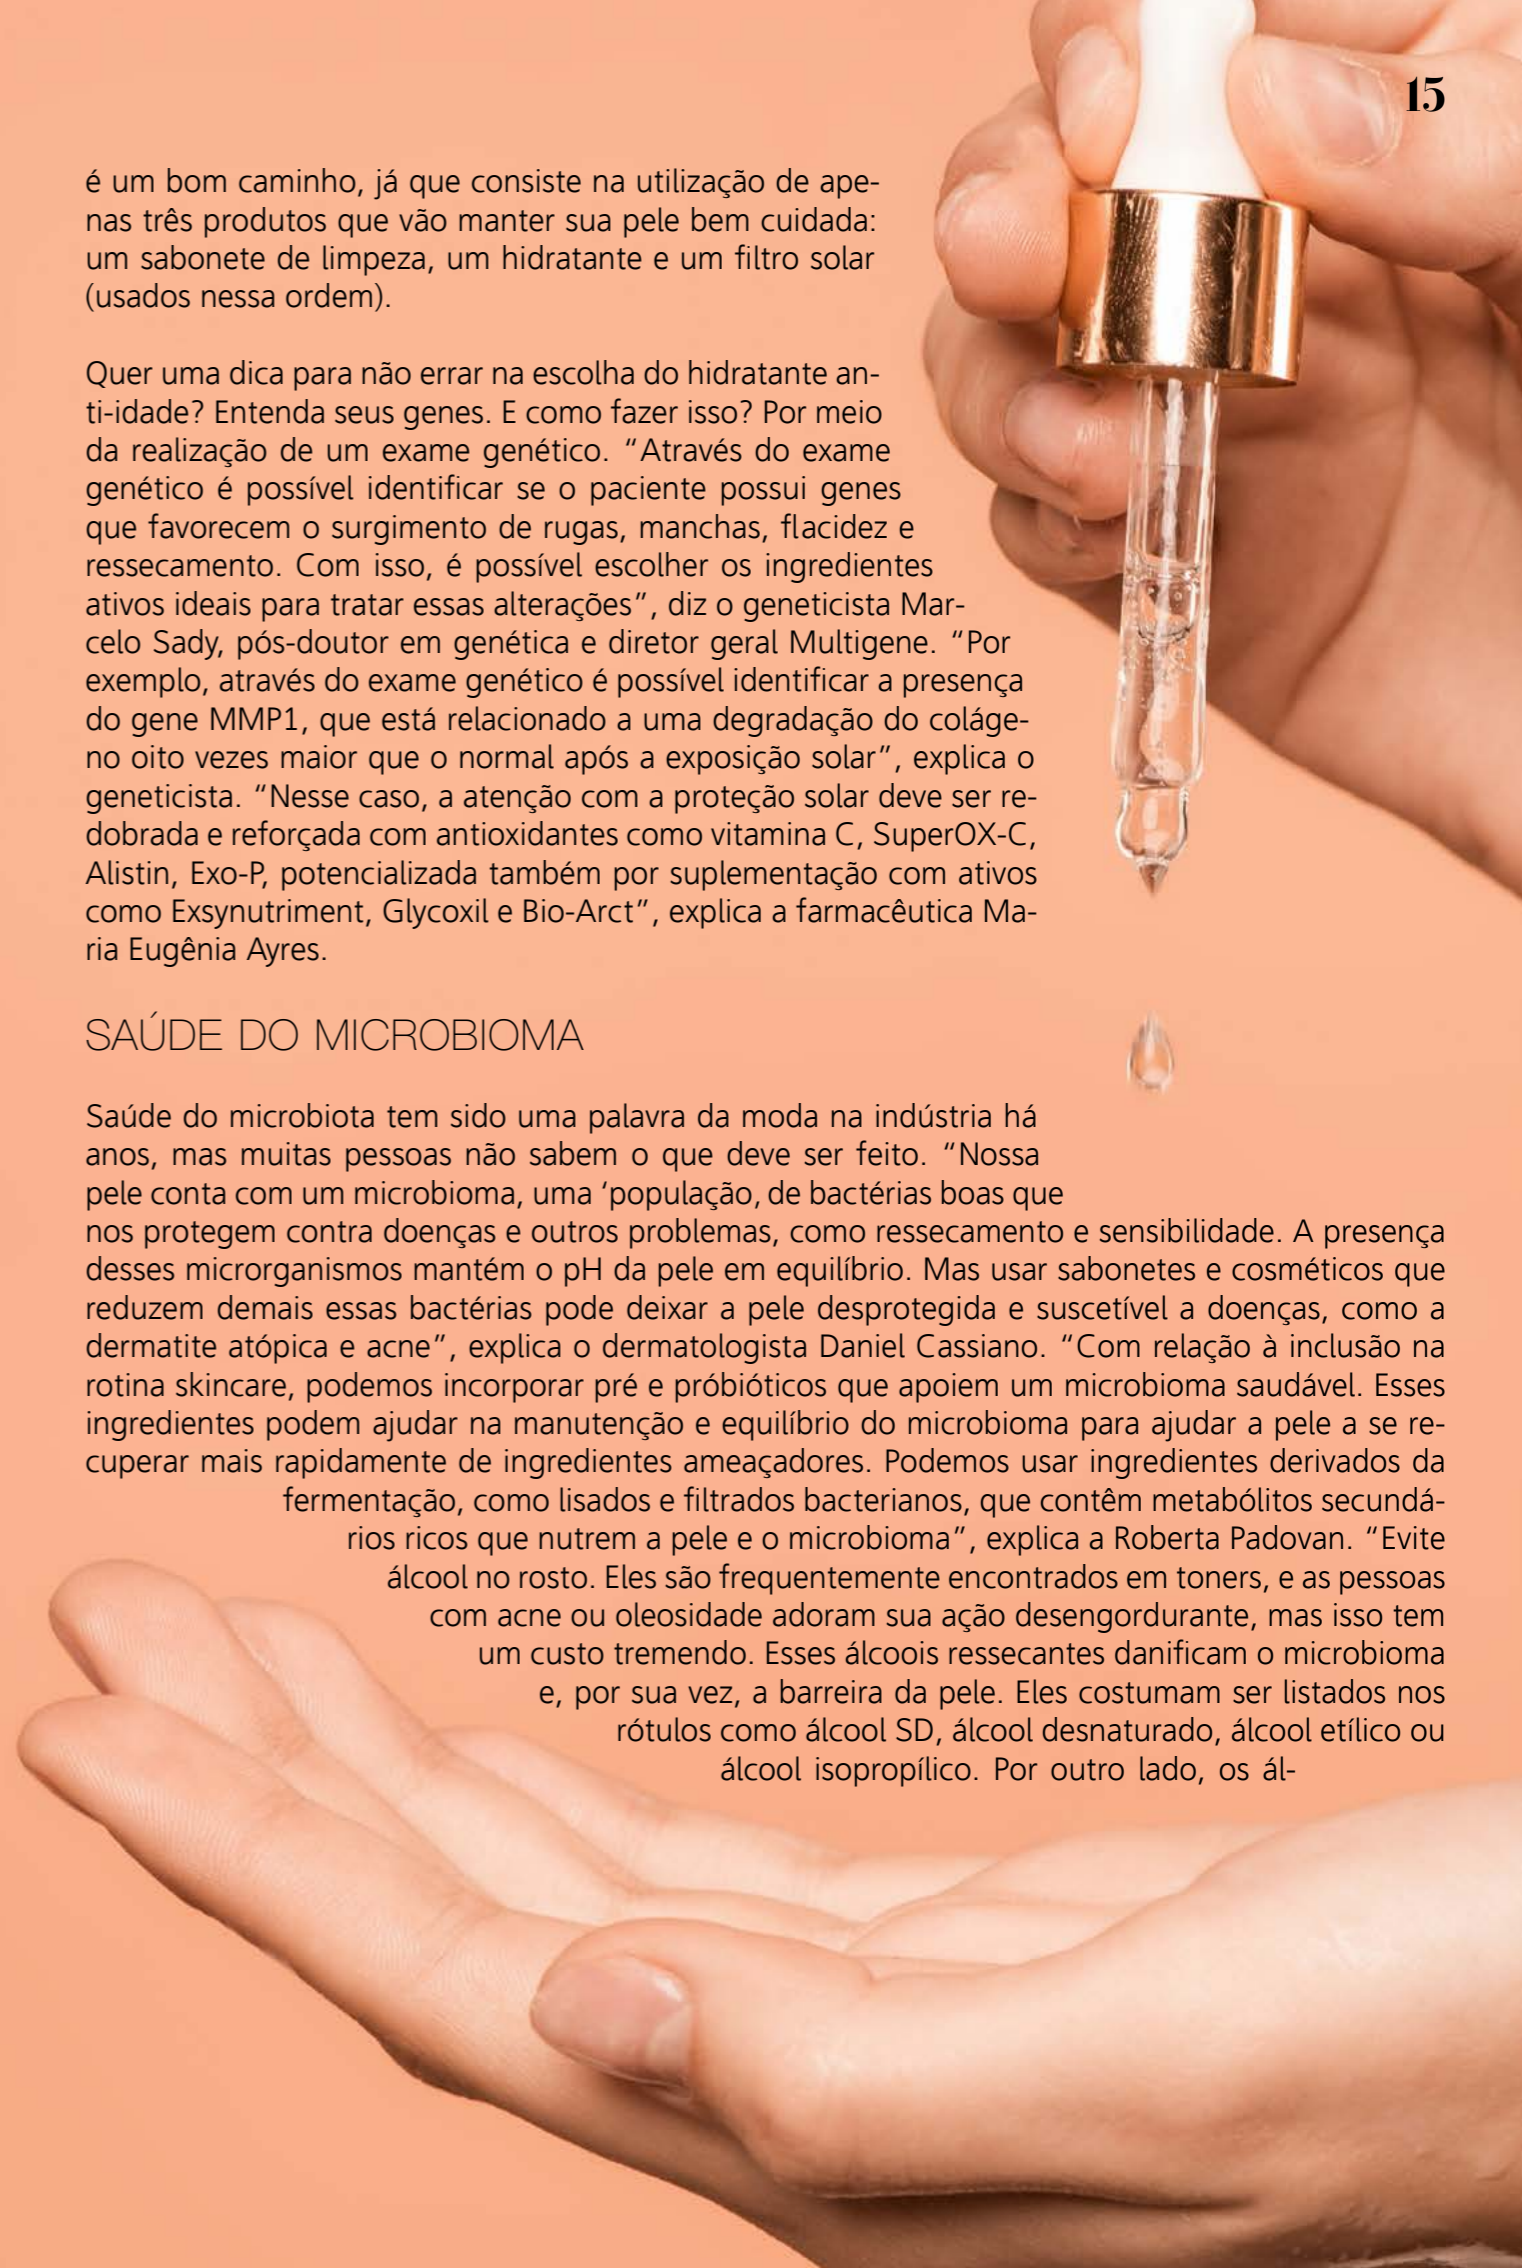 15
é um bom caminho, já que consiste na utilização de ape-
nas três produtos que vão manter sua pele bem cuidada:
um sabonete de limpeza, um hidratante e um filtro solar
(usados nessa ordem).
Quer uma dica para não errar na escolha do hidratante an-
ti-idade? Entenda seus genes. E como fazer isso? Por meio
da realização de um exame genético. “Através do exame
genético é possível identificar se o paciente possui genes
que favorecem o surgimento de rugas, manchas, flacidez e
ressecamento. Com isso, é possível escolher os ingredientes
ativos ideais para tratar essas alterações”, diz o geneticista Mar-
celo Sady, pós-doutor em genética e diretor geral Multigene. “Por
exemplo, através do exame genético é possível identificar a presença
do gene MMP1, que está relacionado a uma degradação do coláge-
no oito vezes maior que o normal após a exposição solar”, explica o
geneticista. “Nesse caso, a atenção com a proteção solar deve ser re-
dobrada e reforçada com antioxidantes como vitamina C, SuperOX-C,
Alistin, Exo-P, potencializada também por suplementação com ativos
como Exsynutriment, Glycoxil e Bio-Arct”, explica a farmacêutica Ma-
ria Eugênia Ayres.
SAÚDE DO MICROBIOMA
Saúde do microbiota tem sido uma palavra da moda na indústria há
anos, mas muitas pessoas não sabem o que deve ser feito. “Nossa
pele conta com um microbioma, uma ‘população, de bactérias boas que
nos protegem contra doenças e outros problemas, como ressecamento e sensibilidade. A presença
desses microrganismos mantém o pH da pele em equilíbrio. Mas usar sabonetes e cosméticos que
reduzem demais essas bactérias pode deixar a pele desprotegida e suscetível a doenças, como a
dermatite atópica e acne”, explica o dermatologista Daniel Cassiano. “Com relação à inclusão na
rotina skincare, podemos incorporar pré e próbióticos que apoiem um microbioma saudável. Esses
ingredientes podem ajudar na manutenção e equilíbrio do microbioma para ajudar a pele a se re-
cuperar mais rapidamente de ingredientes ameaçadores. Podemos usar ingredientes derivados da
fermentação, como lisados e filtrados bacterianos, que contêm metabólitos secundá-
rios ricos que nutrem a pele e o microbioma”, explica a Roberta Padovan. “Evite
álcool no rosto. Eles são frequentemente encontrados em toners, e as pessoas
com acne ou oleosidade adoram sua ação desengordurante, mas isso tem
um custo tremendo. Esses álcoois ressecantes danificam o microbioma
e, por sua vez, a barreira da pele. Eles costumam ser listados nos
rótulos como álcool SD, álcool desnaturado, álcool etílico ou
álcool isopropílico. Por outro lado, os ál-